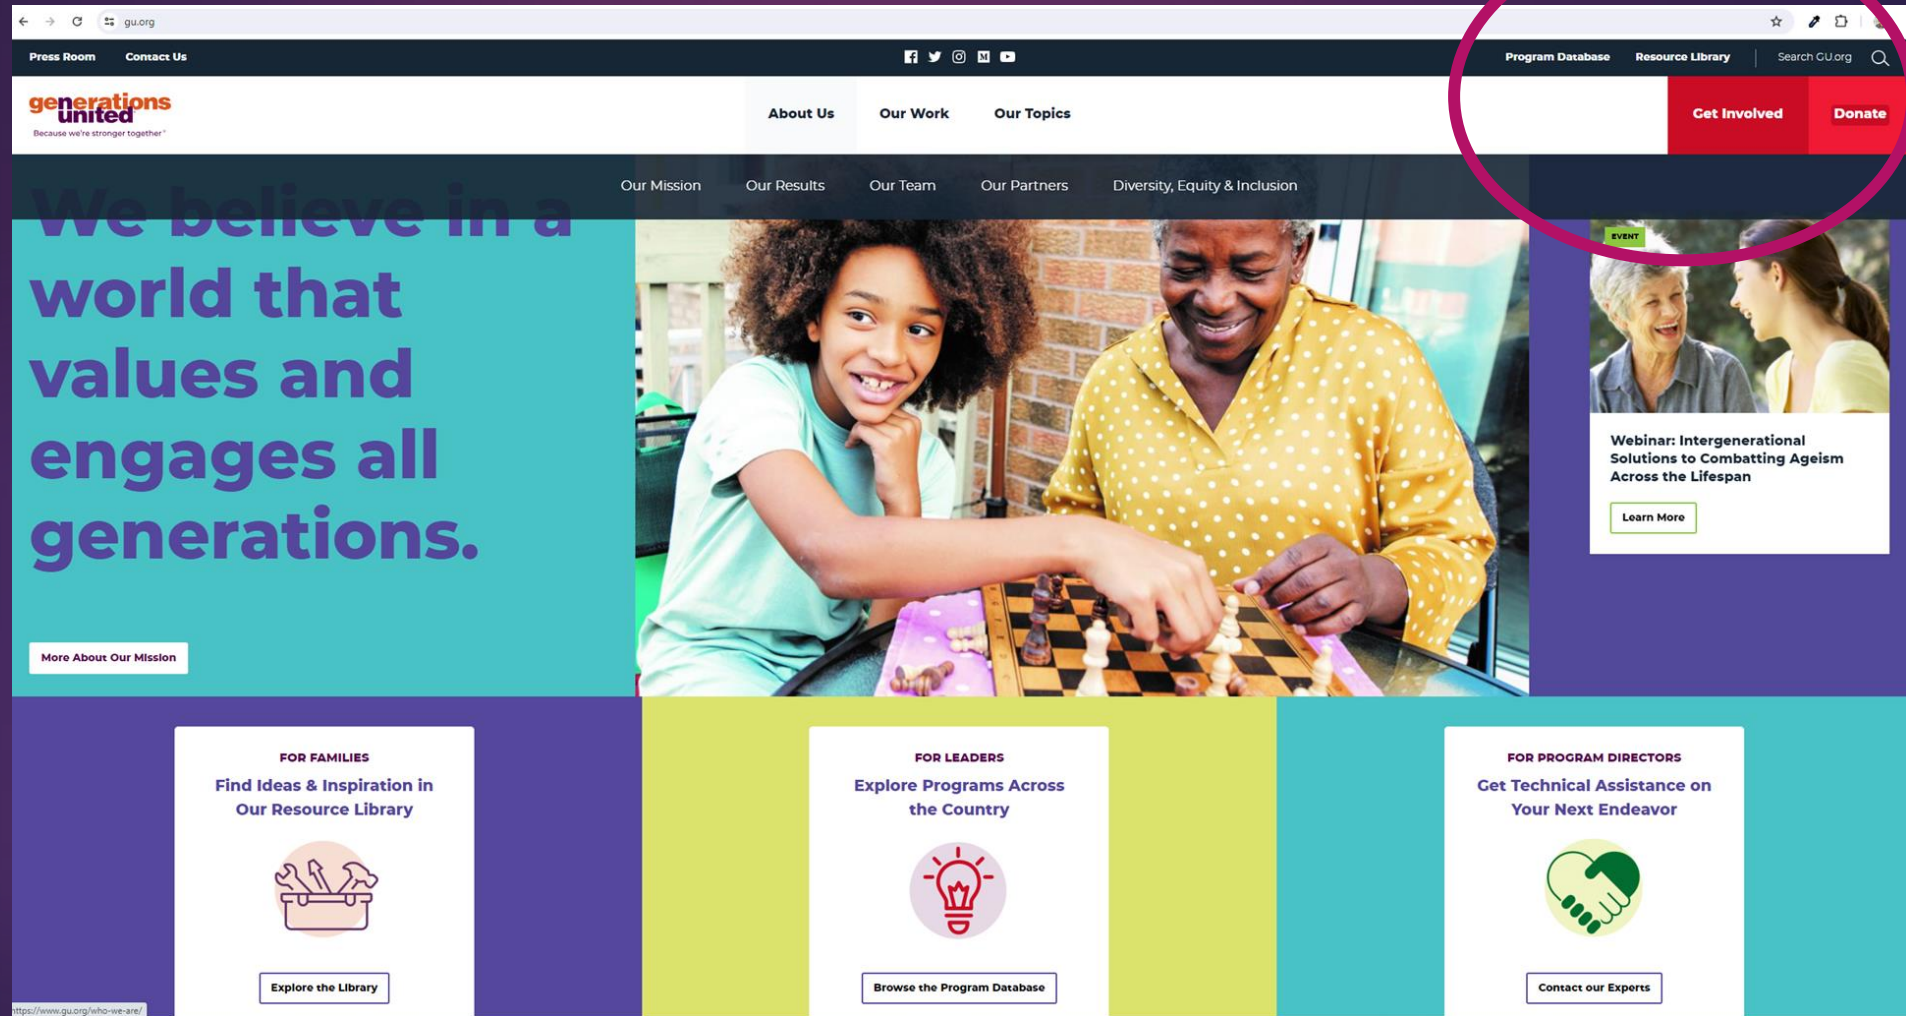 gu.org
Press Room Contact Us
Program Database Resource Library Search GU.org
generations
united
Because we're stronger together®
About Us Our Work Our Topics
Get Involved Donate
Our Mission Our Results Our Team Our Partners Diversity, Equity & Inclusion
We believe in a
world that
values and
engages all
generations.
More About Our Mission
EVENT
Webinar: Intergenerational
Solutions to Combatting Ageism
Across the Lifespan
Learn More
FOR FAMILIES
Find Ideas & Inspiration in
Our Resource Library
Explore the Library
FOR LEADERS
Explore Programs Across
the Country
Browse the Program Database
FOR PROGRAM DIRECTORS
Get Technical Assistance on
Your Next Endeavor
Contact our Experts
https://www.gu.org/who-we-are/